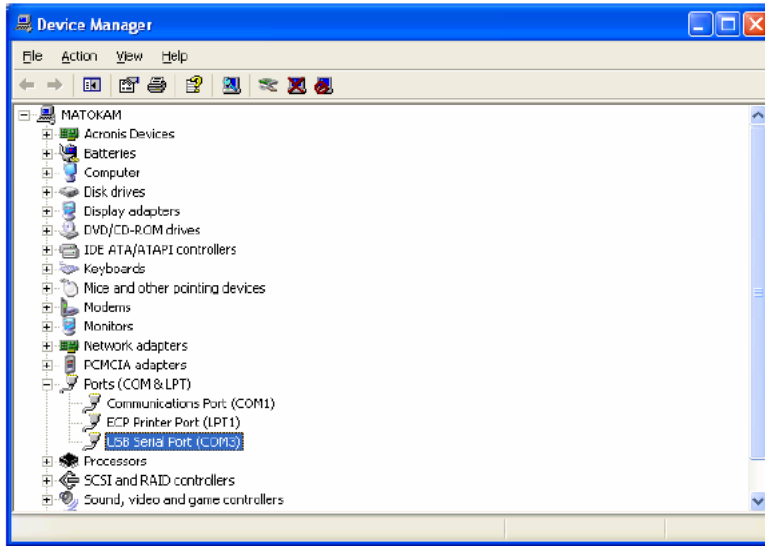 Device Manager
File Action View Help
MATOKAM
Acronis Devices
Batteries
Computer
Disk drives
Display adapters
DVD/CD-ROM drives
IDE ATA/ATAPI controllers
Keyboards
Mice and other pointing devices
Modems
Monitors
Network adapters
PCMCIA adapters
Ports (COM & LPT)
Communications Port (COM1)
ECP Printer Port (LPT1)
USB Serial Port (COM3)
Processors
SCSI and RAID controllers
Sound, video and game controllers